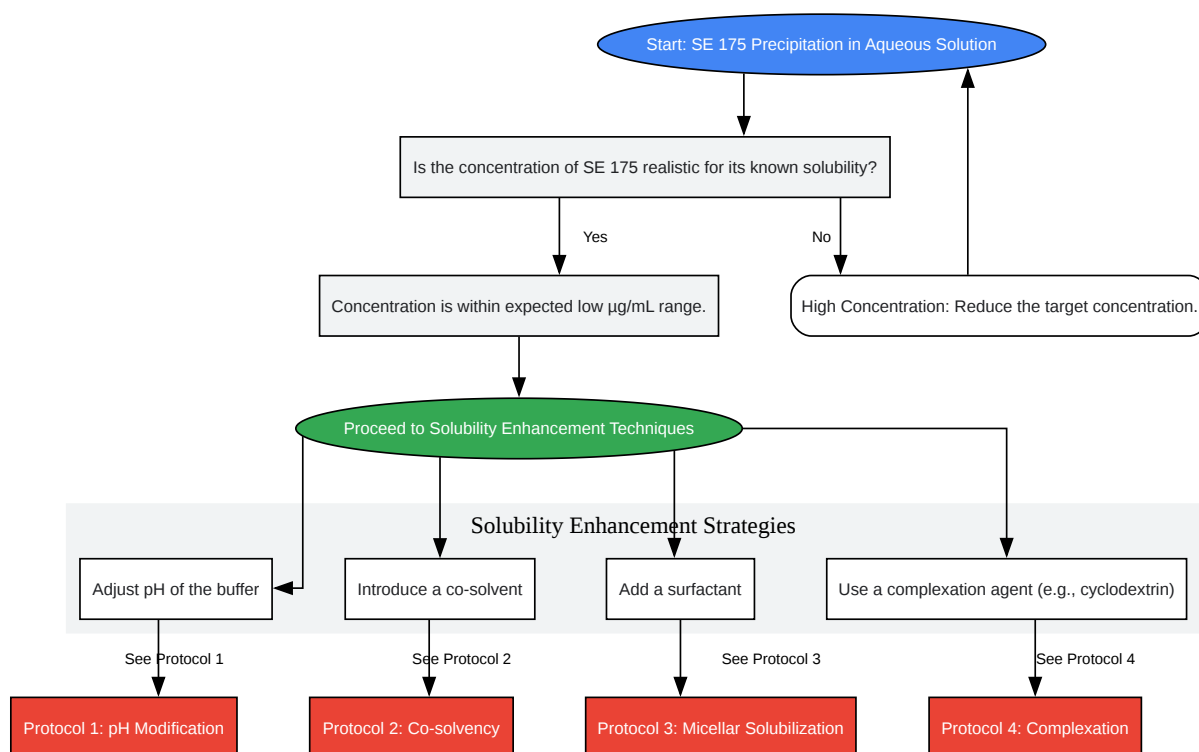 Start: SE 175 Precipitation in Aqueous Solution
Is the concentration of SE 175 realistic for its known solubility?
Yes
No
Concentration is within expected low µg/mL range.
High Concentration: Reduce the target concentration.
Proceed to Solubility Enhancement Techniques
Solubility Enhancement Strategies
Adjust pH of the buffer
Introduce a co-solvent
Add a surfactant
Use a complexation agent (e.g., cyclodextrin)
See Protocol 1
See Protocol 2
See Protocol 3
See Protocol 4
Protocol 1: pH Modification
Protocol 2: Co-solvency
Protocol 3: Micellar Solubilization
Protocol 4: Complexation